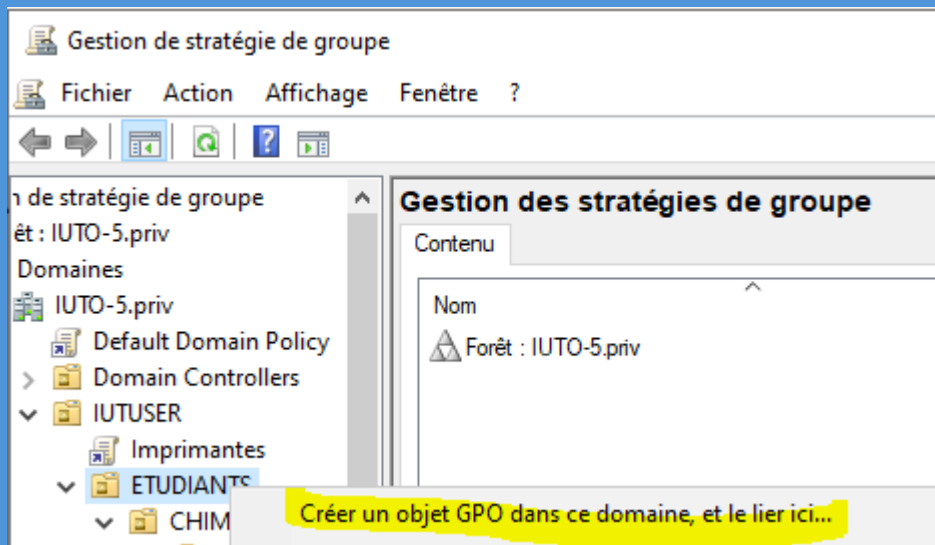 Gestion de stratégie de groupe
Fichier Action Affichage Fenêtre ?
n de stratégie de groupe
êt : IUTO-5.priv
Domaines
IUTO-5.priv
Default Domain Policy
Domain Controllers
IUTUSER
Imprimantes
ETUDIANTS
CHIM
Gestion des stratégies de groupe
Contenu
Nom
Forêt : IUTO-5.priv
Créer un objet GPO dans ce domaine, et le lier ici...